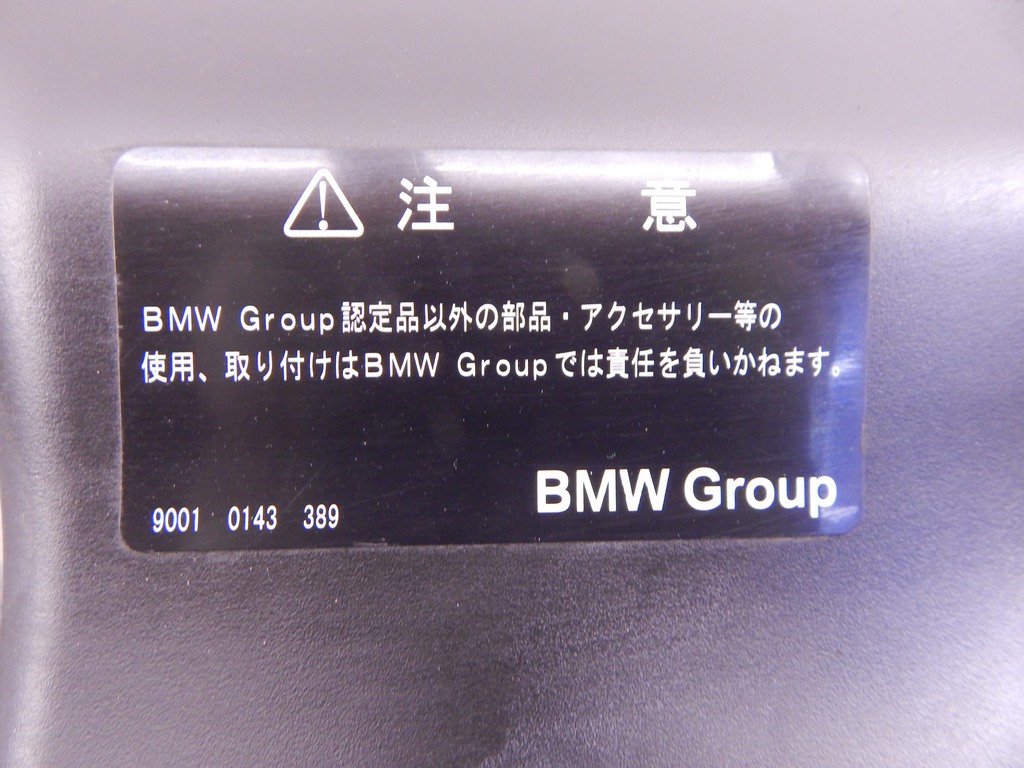 注 意
BMW Group認定品以外の部品・アクセサリー等の
使用、取り付けはBMW Groupでは責任を負いかねます。
BMW Group
9001 0143 389